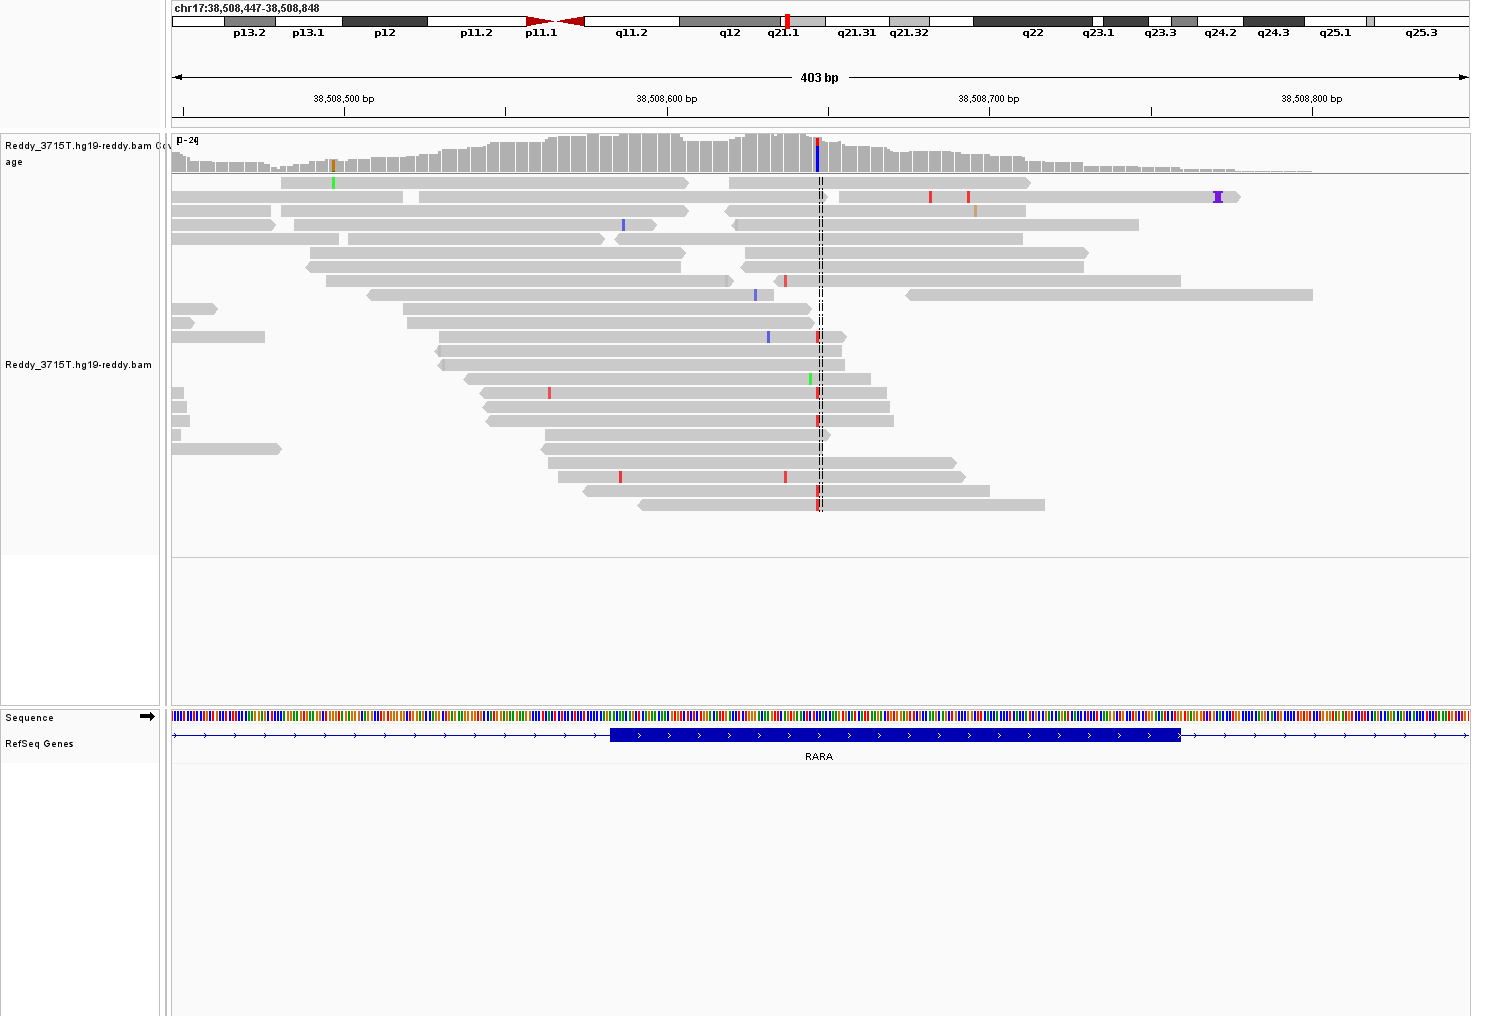 chr17:38,508,447-38,508,848
p13.2 p13.1 p12 p11.2 p11.1 q11.2 q12 q21.1 q21.31 q21.32 q22 q23.1 q23.3 q24.2 q24.3 q25.1 q25.3
403 bp
38,508,500 bp 38,508,600 bp 38,508,700 bp 38,508,800 bp
Reddy_3715T.hg19-reddy.bam Cov
age
Reddy_3715T.hg19-reddy.bam
Sequence
RefSeq Genes
RARA